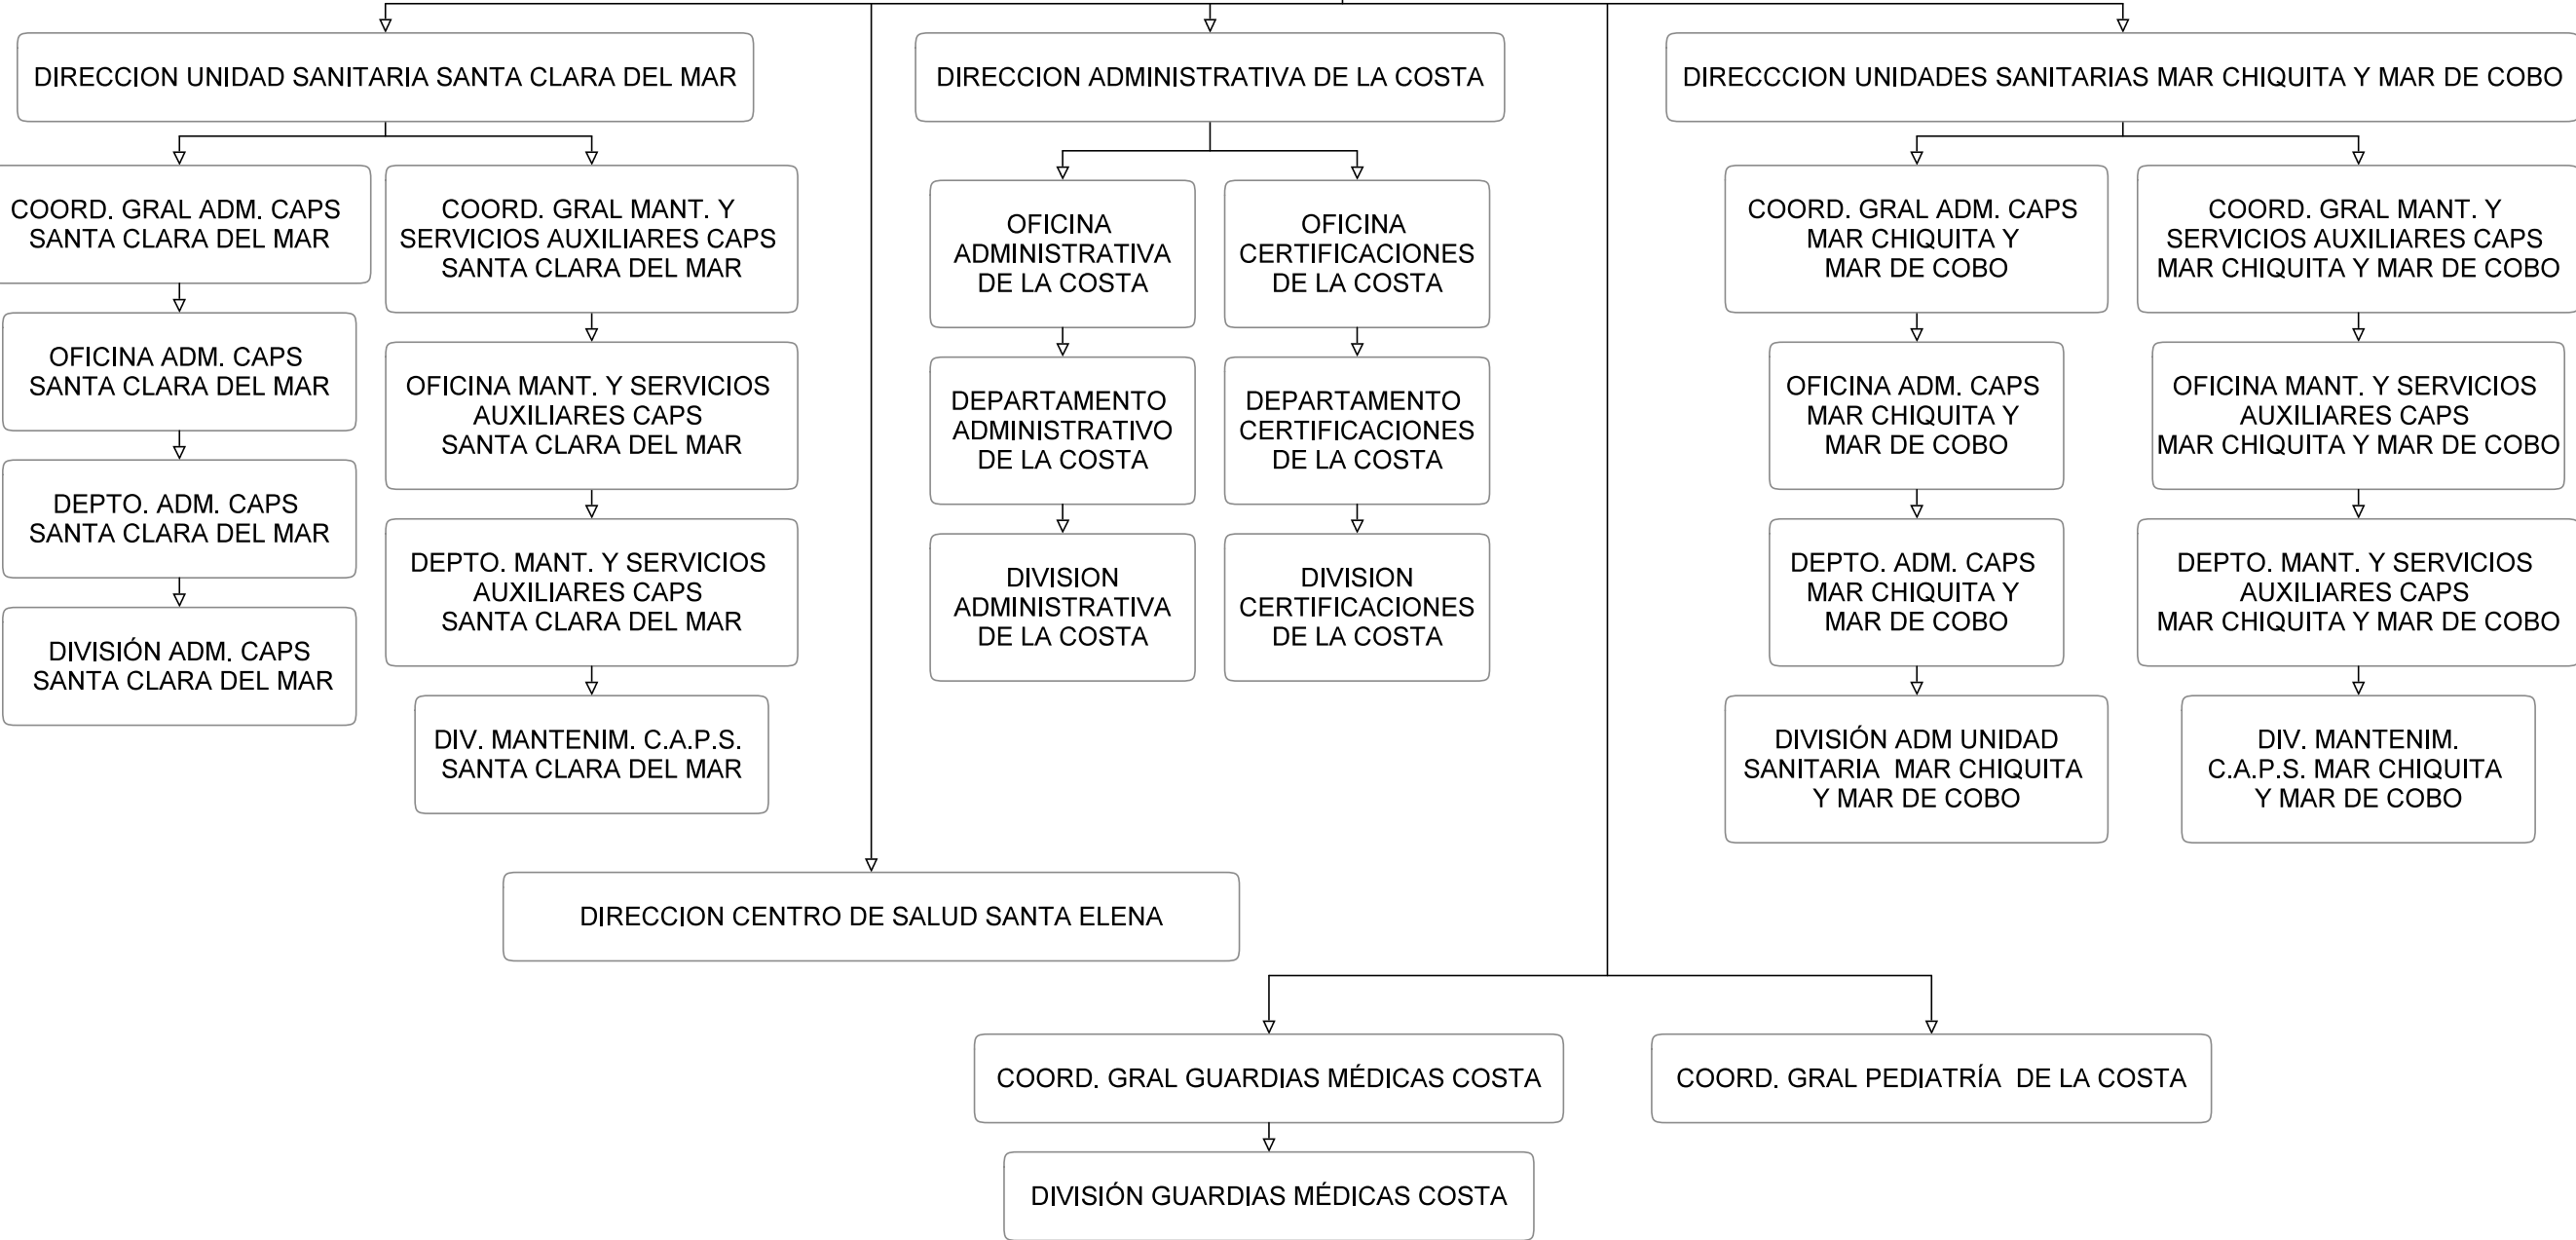 DIRECCION UNIDAD SANITARIA SANTA CLARA DEL MAR
COORD. GRAL ADM. CAPS
SANTA CLARA DEL MAR
OFICINA ADM. CAPS
SANTA CLARA DEL MAR
DEPTO. ADM. CAPS
SANTA CLARA DEL MAR
DIVISIÓN ADM. CAPS
SANTA CLARA DEL MAR
COORD. GRAL MANT. Y
SERVICIOS AUXILIARES CAPS
SANTA CLARA DEL MAR
OFICINA MANT. Y SERVICIOS
AUXILIARES CAPS
SANTA CLARA DEL MAR
DEPTO. MANT. Y SERVICIOS
AUXILIARES CAPS
SANTA CLARA DEL MAR
DIV. MANTENIM. C.A.P.S.
SANTA CLARA DEL MAR
DIRECCION ADMINISTRATIVA DE LA COSTA
OFICINA
ADMINISTRATIVA
DE LA COSTA
DEPARTAMENTO
ADMINISTRATIVO
DE LA COSTA
DIVISION
ADMINISTRATIVA
DE LA COSTA
OFICINA
CERTIFICACIONES
DE LA COSTA
DEPARTAMENTO
CERTIFICACIONES
DE LA COSTA
DIVISION
CERTIFICACIONES
DE LA COSTA
DIRECCCION UNIDADES SANITARIAS MAR CHIQUITA Y MAR DE COBO
COORD. GRAL ADM. CAPS
MAR CHIQUITA Y
MAR DE COBO
OFICINA ADM. CAPS
MAR CHIQUITA Y
MAR DE COBO
DEPTO. ADM. CAPS
MAR CHIQUITA Y
MAR DE COBO
DIVISIÓN ADM UNIDAD
SANITARIA MAR CHIQUITA
Y MAR DE COBO
COORD. GRAL MANT. Y
SERVICIOS AUXILIARES CAPS
MAR CHIQUITA Y MAR DE COBO
OFICINA MANT. Y SERVICIOS
AUXILIARES CAPS
MAR CHIQUITA Y MAR DE COBO
DEPTO. MANT. Y SERVICIOS
AUXILIARES CAPS
MAR CHIQUITA Y MAR DE COBO
DIV. MANTENIM.
C.A.P.S. MAR CHIQUITA
Y MAR DE COBO
DIRECCION CENTRO DE SALUD SANTA ELENA
COORD. GRAL GUARDIAS MÉDICAS COSTA
DIVISIÓN GUARDIAS MÉDICAS COSTA
COORD. GRAL PEDIATRÍA DE LA COSTA